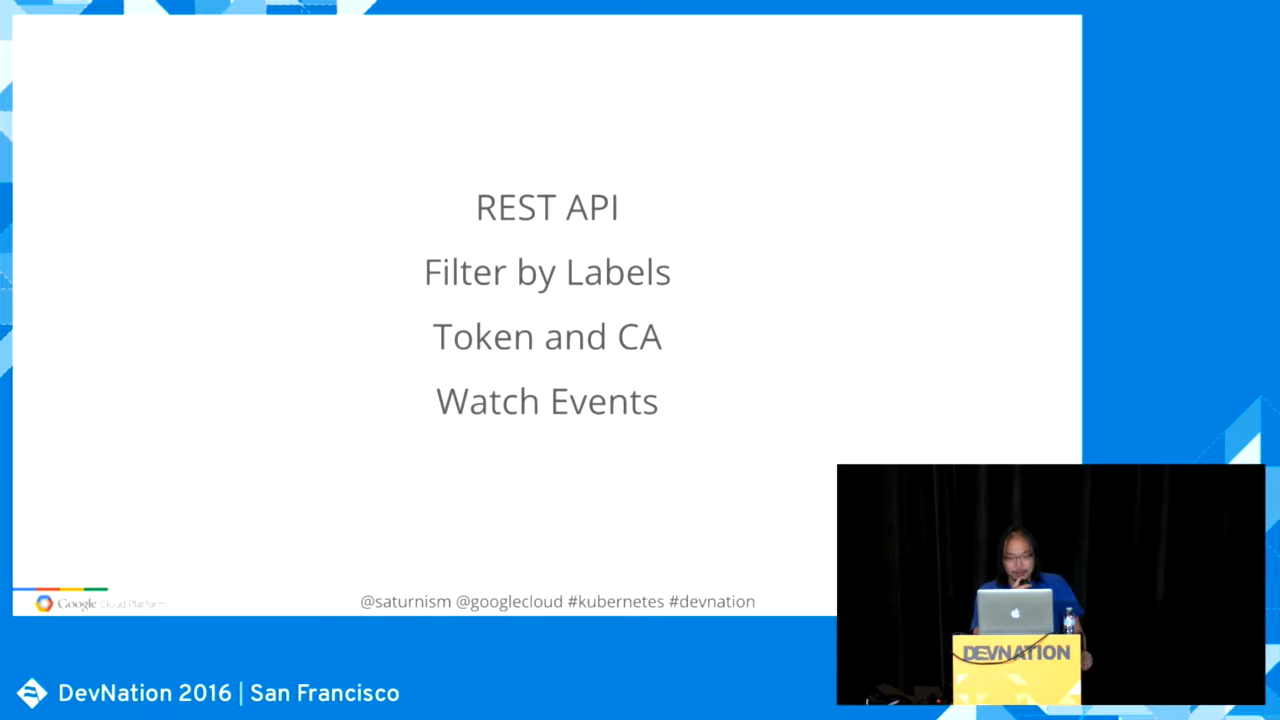 REST API
Filter by Labels
Token and CA
Watch Events
Google Cloud Platform
@saturnism @googlecloud #kubernetes #devnation
DEVNATION
DevNation 2016 | San Francisco